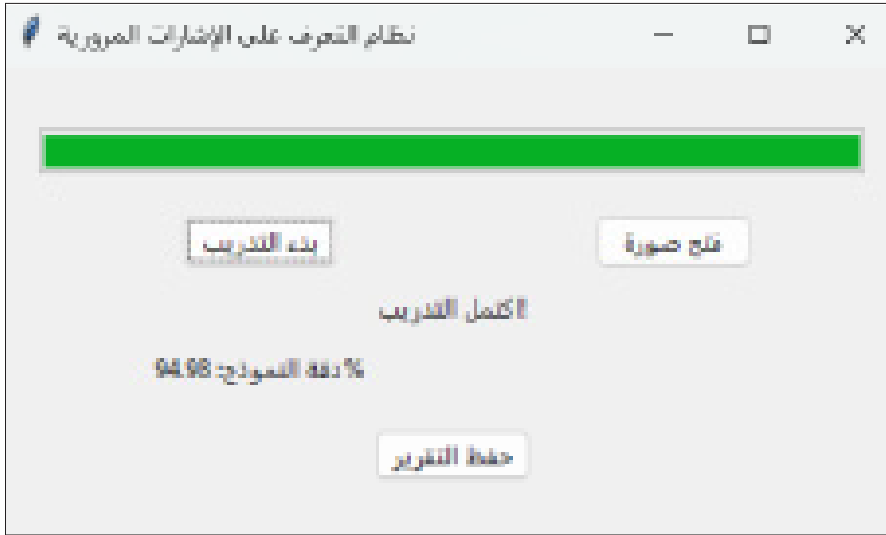 نظام التعرف على الإشارات المرورية
بدء التدريب
فتح صورة
اكتمل التدريب!
دقة النموذج: 94.98%
حفظ التقرير